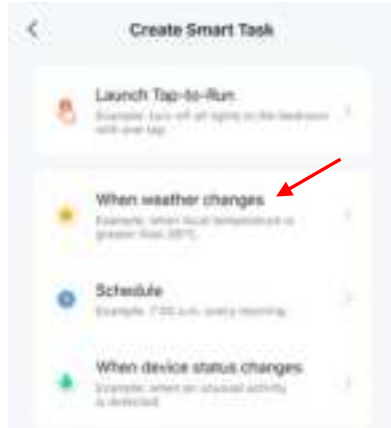 Create Smart Task
Launch Tap-to-Run
Example: turn off all lights in the bedroom
with one tap.
When weather changes
Example: when local temperature is
greater than
Schedule
Example: 7:00 a.m. every morning.
When device status changes
Example: when an unusual activity
is detected.